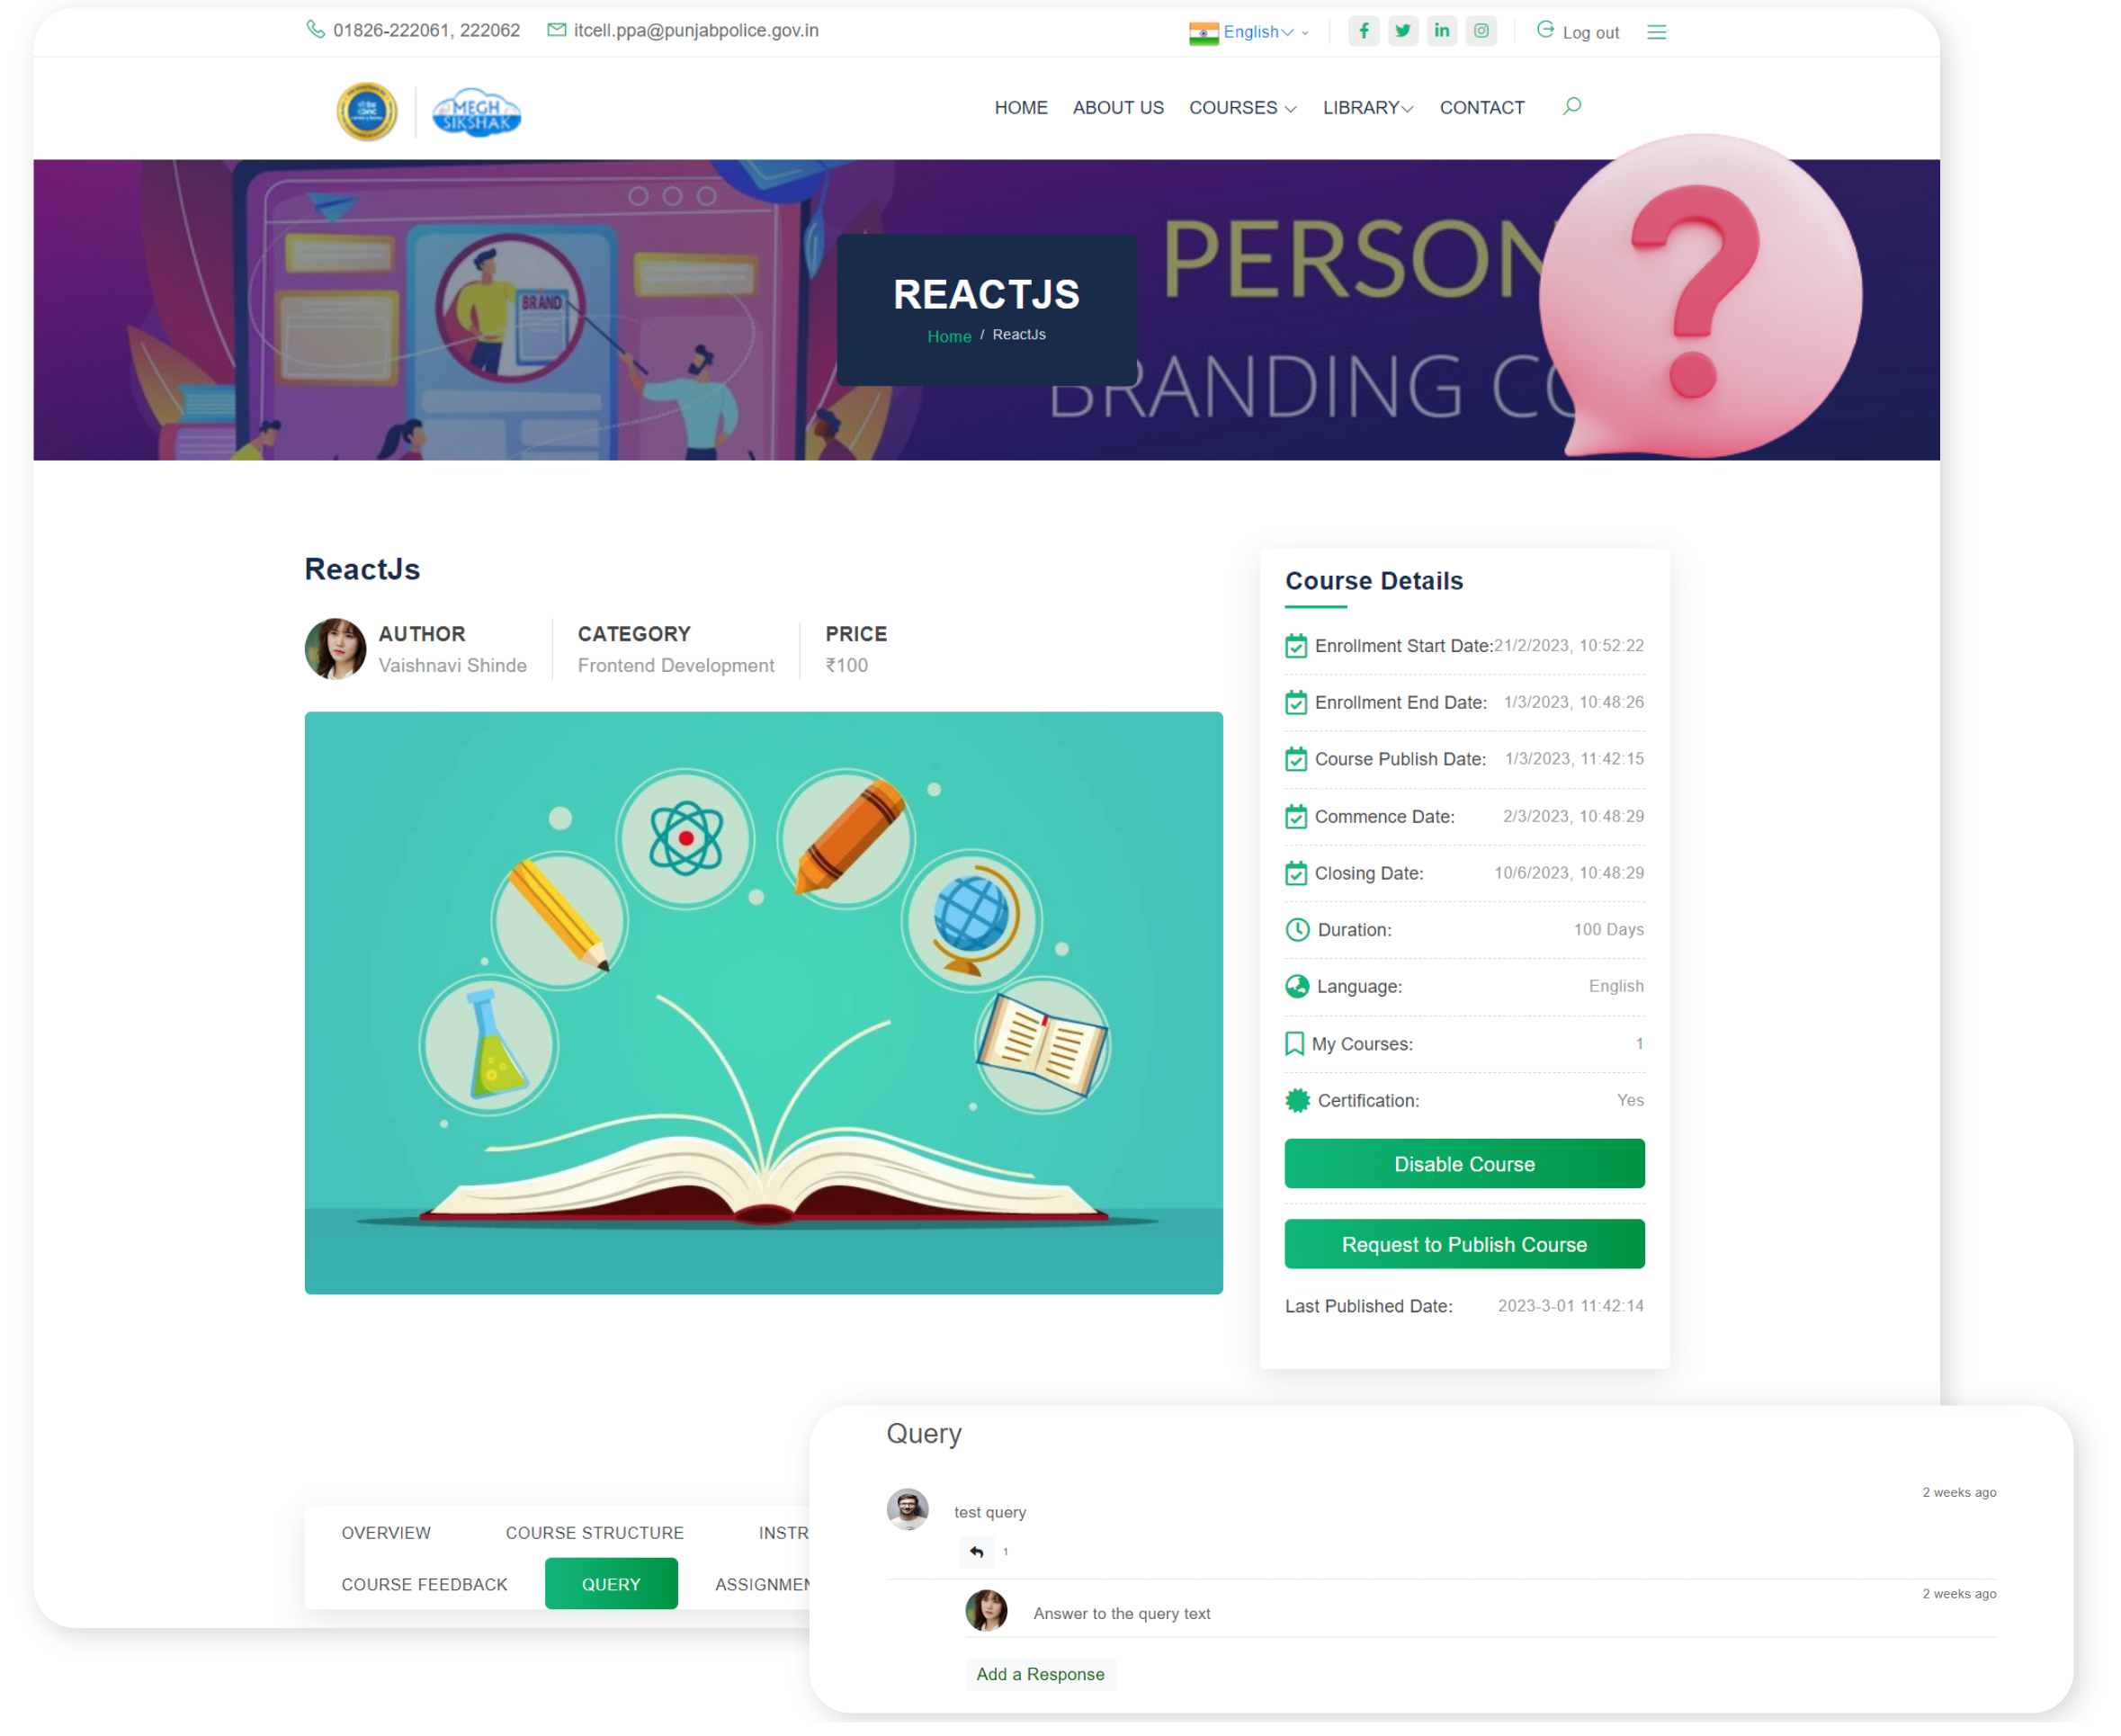 01826-222061, 222062 itcell.ppa@punjabpolice.gov.in English Log out
MEGH
SIKSHAK
HOME ABOUT US COURSES LIBRARY CONTACT
PERSON
BRAND
REACTJS
Home / ReactJs
BRANDING CO
?
ReactJs
AUTHOR CATEGORY PRICE
Vaishnavi Shinde Frontend Development ₹100
Course Details
Enrollment Start Date: 21/2/2023, 10:52:22
Enrollment End Date: 1/3/2023, 10:48:26
Course Publish Date: 1/3/2023, 11:42:15
Commence Date: 2/3/2023, 10:48:29
Closing Date: 10/6/2023, 10:48:29
Duration: 100 Days
Language: English
My Courses: 1
Certification: Yes
Disable Course
Request to Publish Course
Last Published Date: 2023-3-01 11:42:14
OVERVIEW COURSE STRUCTURE INSTR
COURSE FEEDBACK QUERY ASSIGNMEN
Query
test query 2 weeks ago
1
Answer to the query text 2 weeks ago
Add a Response